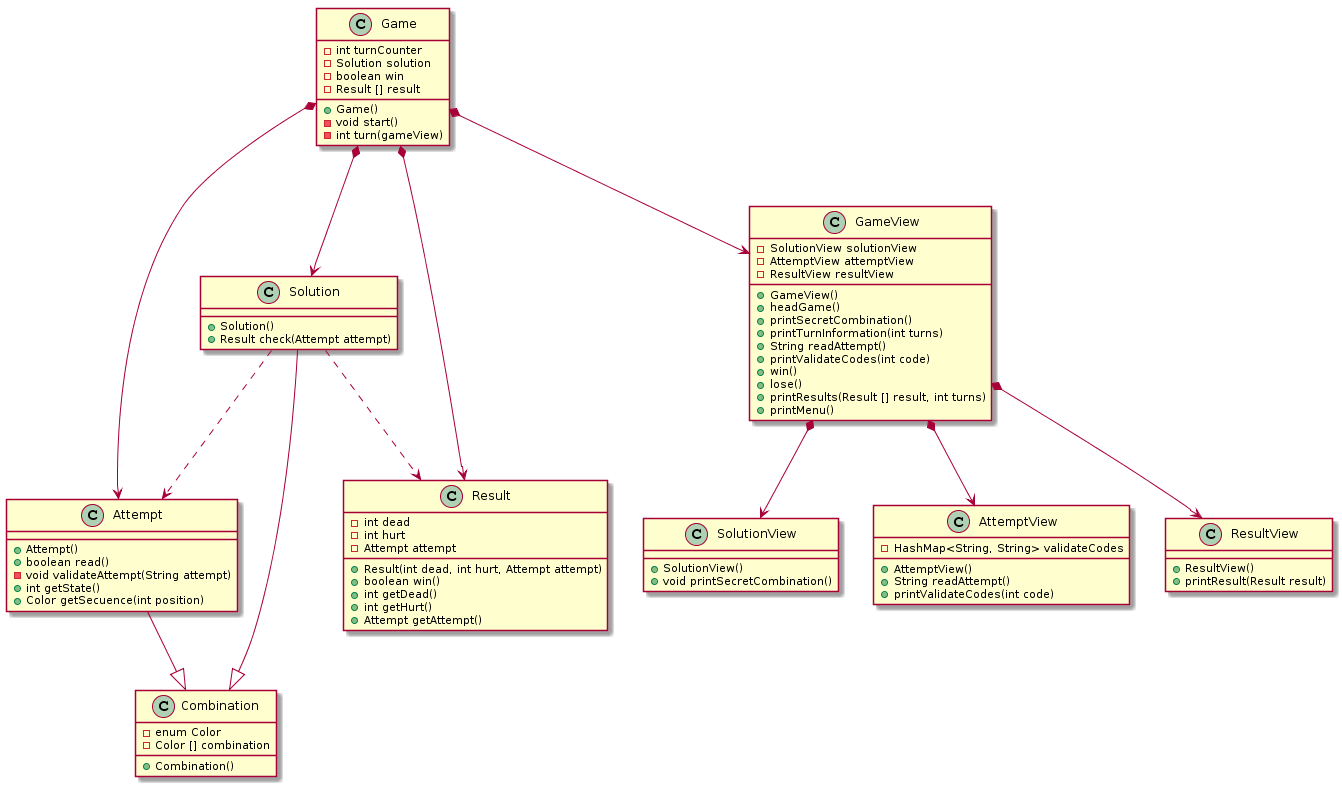 C Game
int turnCounter
Solution solution
boolean win
Result [] result
Game()
void start()
int turn(gameView)
C GameView
SolutionView solutionView
AttemptView attemptView
ResultView resultView
GameView()
headGame()
printSecretCombination()
printTurnInformation(int turns)
String readAttempt()
printValidateCodes(int code)
win()
lose()
printResults(Result [] result, int turns)
printMenu()
C Solution
Solution()
Result check(Attempt attempt)
C Attempt
Attempt()
boolean read()
void validateAttempt(String attempt)
int getState()
Color getSecuence(int position)
C Result
int dead
int hurt
Attempt attempt
Result(int dead, int hurt, Attempt attempt)
boolean win()
int getDead()
int getHurt()
Attempt getAttempt()
C SolutionView
SolutionView()
void printSecretCombination()
C AttemptView
HashMap<String, String> validateCodes
AttemptView()
String readAttempt()
printValidateCodes(int code)
C ResultView
ResultView()
printResult(Result result)
C Combination
enum Color
Color [] combination
Combination()